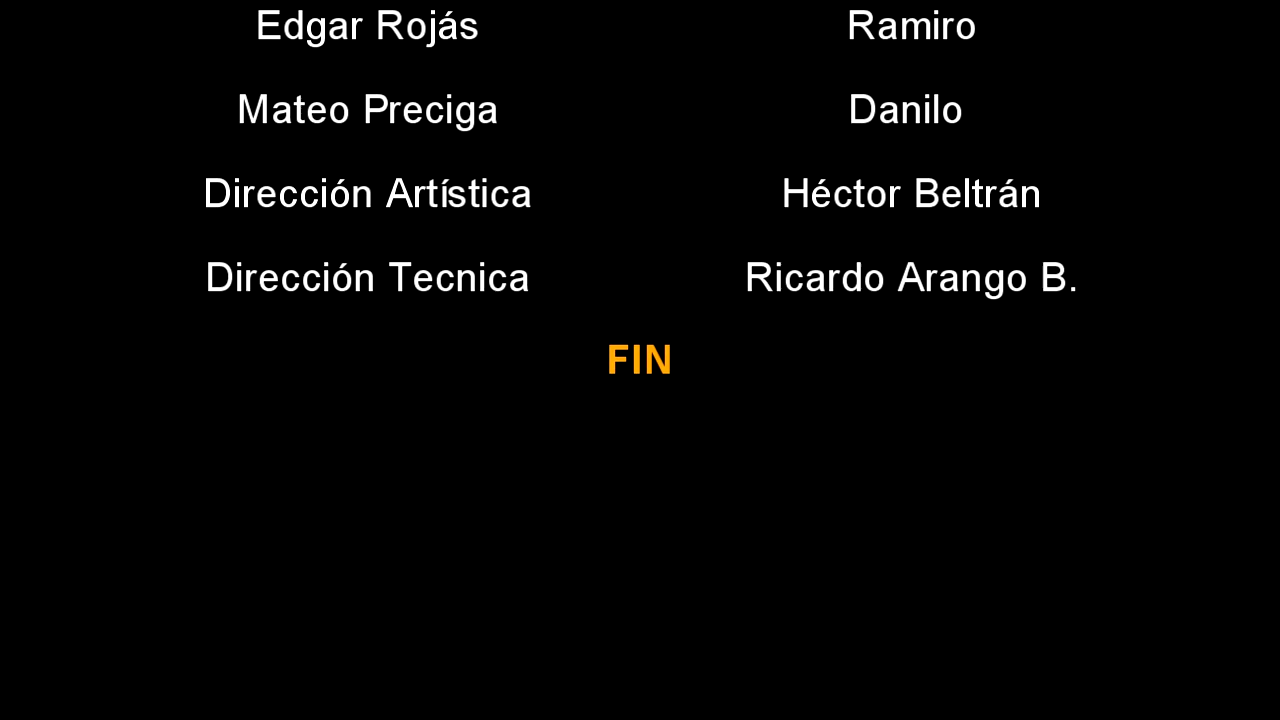 Edgar Rojás Ramiro
Mateo Preciga Danilo
Dirección Artística Héctor Beltrán
Dirección Tecnica Ricardo Arango B.
FIN